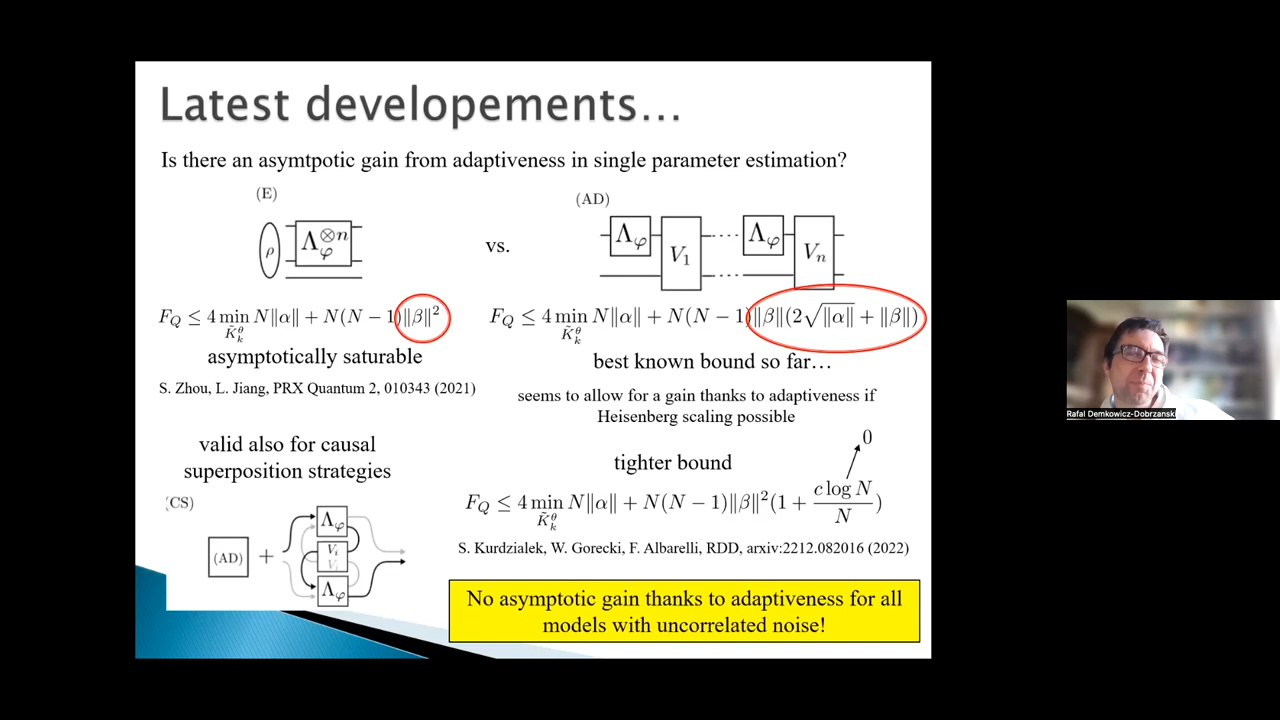 Latest developements...
Is there an asymtpotic gain from adaptiveness in single parameter estimation?
(E)
ρ
Λ_φ^{⊗n}
vs.
(AD)
Λ_φ
V_1
Λ_φ
V_n
F_Q ≤ 4 min_{K̃_k^θ} N‖α‖ + N(N − 1)‖β‖²
asymptotically saturable
S. Zhou, L. Jiang, PRX Quantum 2, 010343 (2021)
F_Q ≤ 4 min_{K̃_k^θ} N‖α‖ + N(N − 1)‖β‖(2√‖α‖ + ‖β‖)
best known bound so far...
seems to allow for a gain thanks to adaptiveness if
Heisenberg scaling possible
valid also for causal
superposition strategies
(CS)
(AD)
+
Λ_φ
V_i
Λ_φ
0
tighter bound
F_Q ≤ 4 min_{K̃_k^θ} N‖α‖ + N(N − 1)‖β‖²(1 + c log N / N)
S. Kurdzialek, W. Gorecki, F. Albarelli, RDD, arxiv:2212.082016 (2022)
No asymptotic gain thanks to adaptiveness for all
models with uncorrelated noise!
Rafal Demkowicz-Dobrzanski